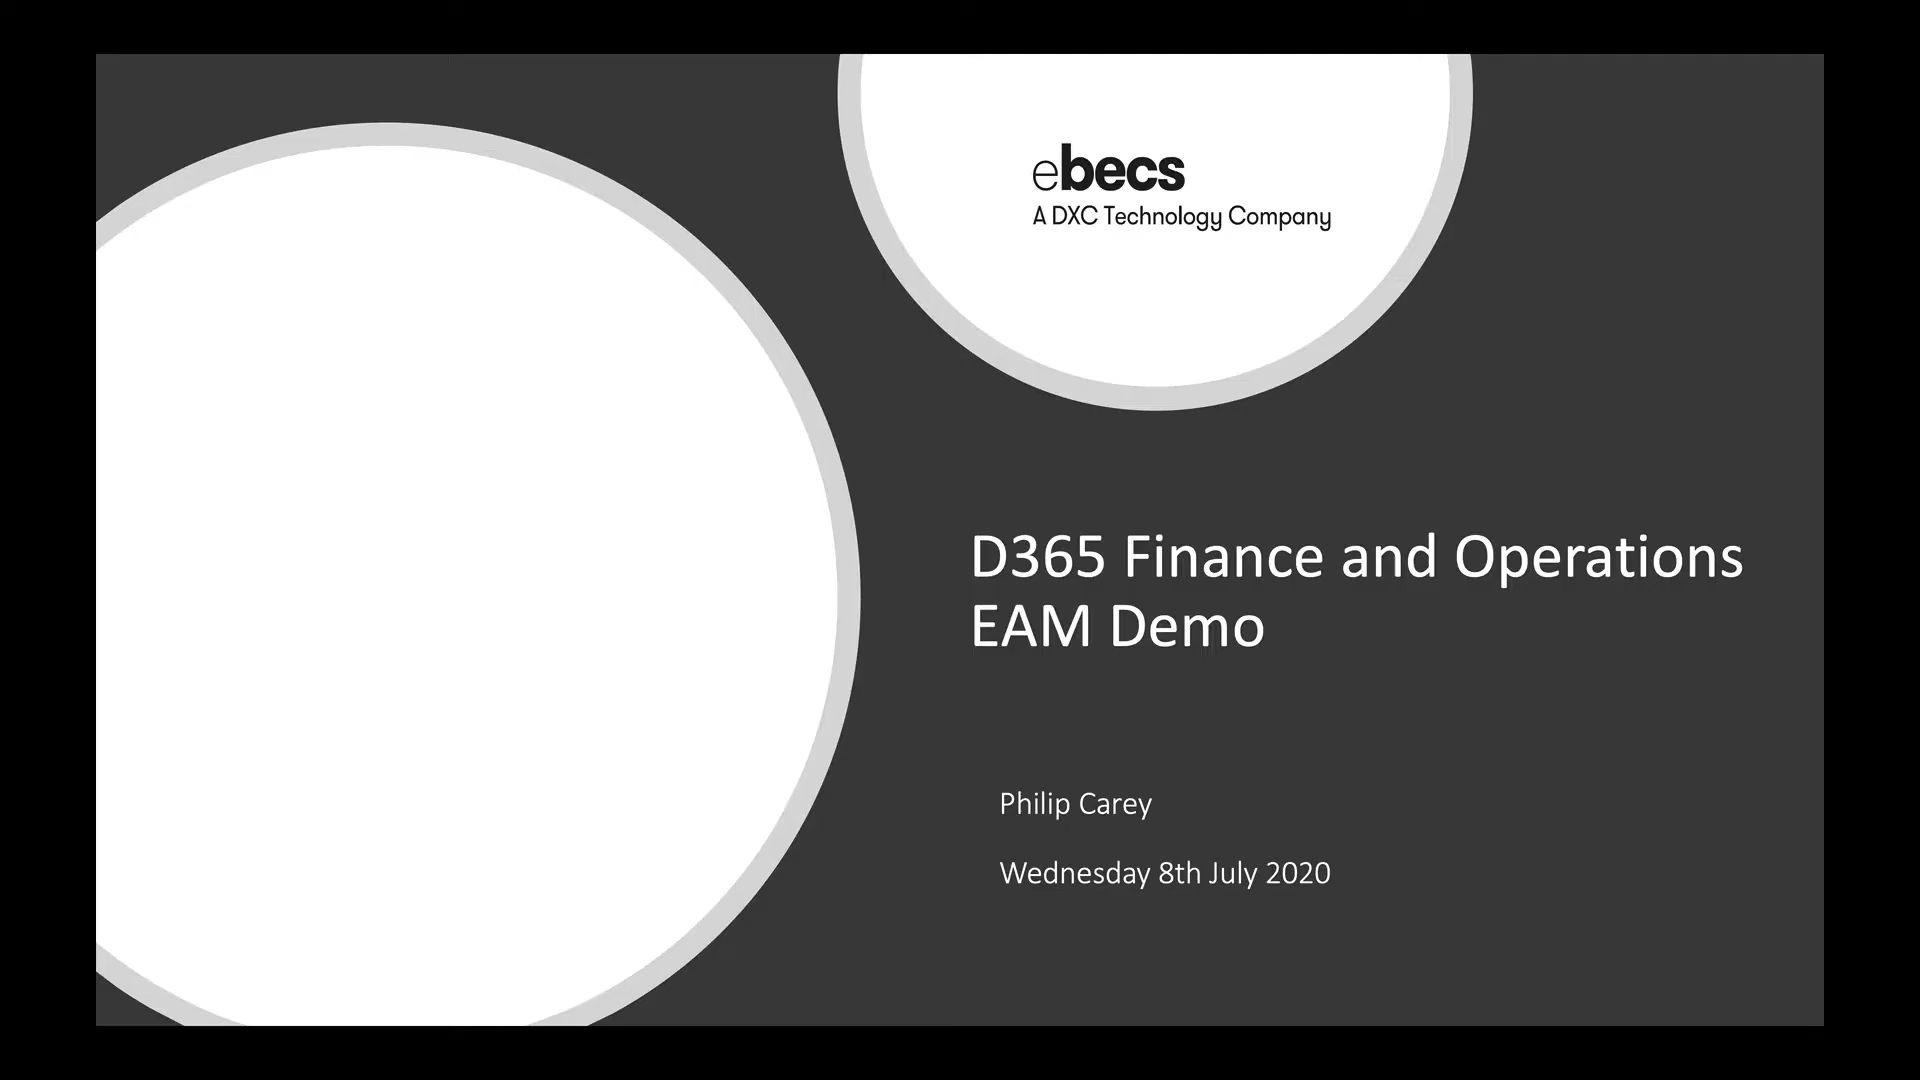 ebecs
A DXC Technology Company
D365 Finance and Operations
EAM Demo
Philip Carey
Wednesday 8th July 2020